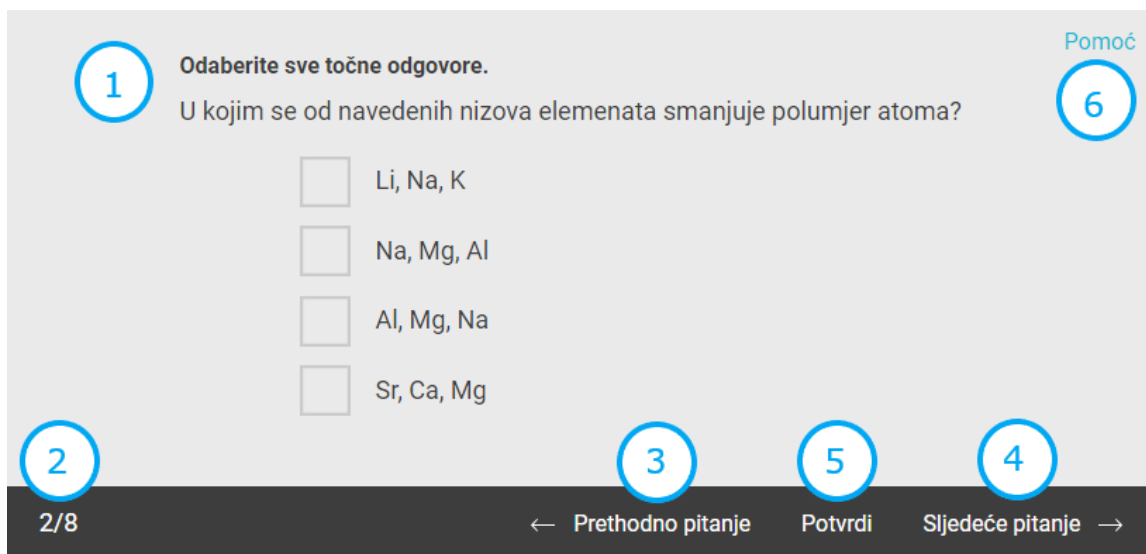 Pomoć
1
Odaberite sve točne odgovore.
6
U kojim se od navedenih nizova elemenata smanjuje polumjer atoma?
Li, Na, K
Na, Mg, Al
Al, Mg, Na
Sr, Ca, Mg
2
3
5
4
2/8
← Prethodno pitanje
Potvrdi
Sljedeće pitanje →